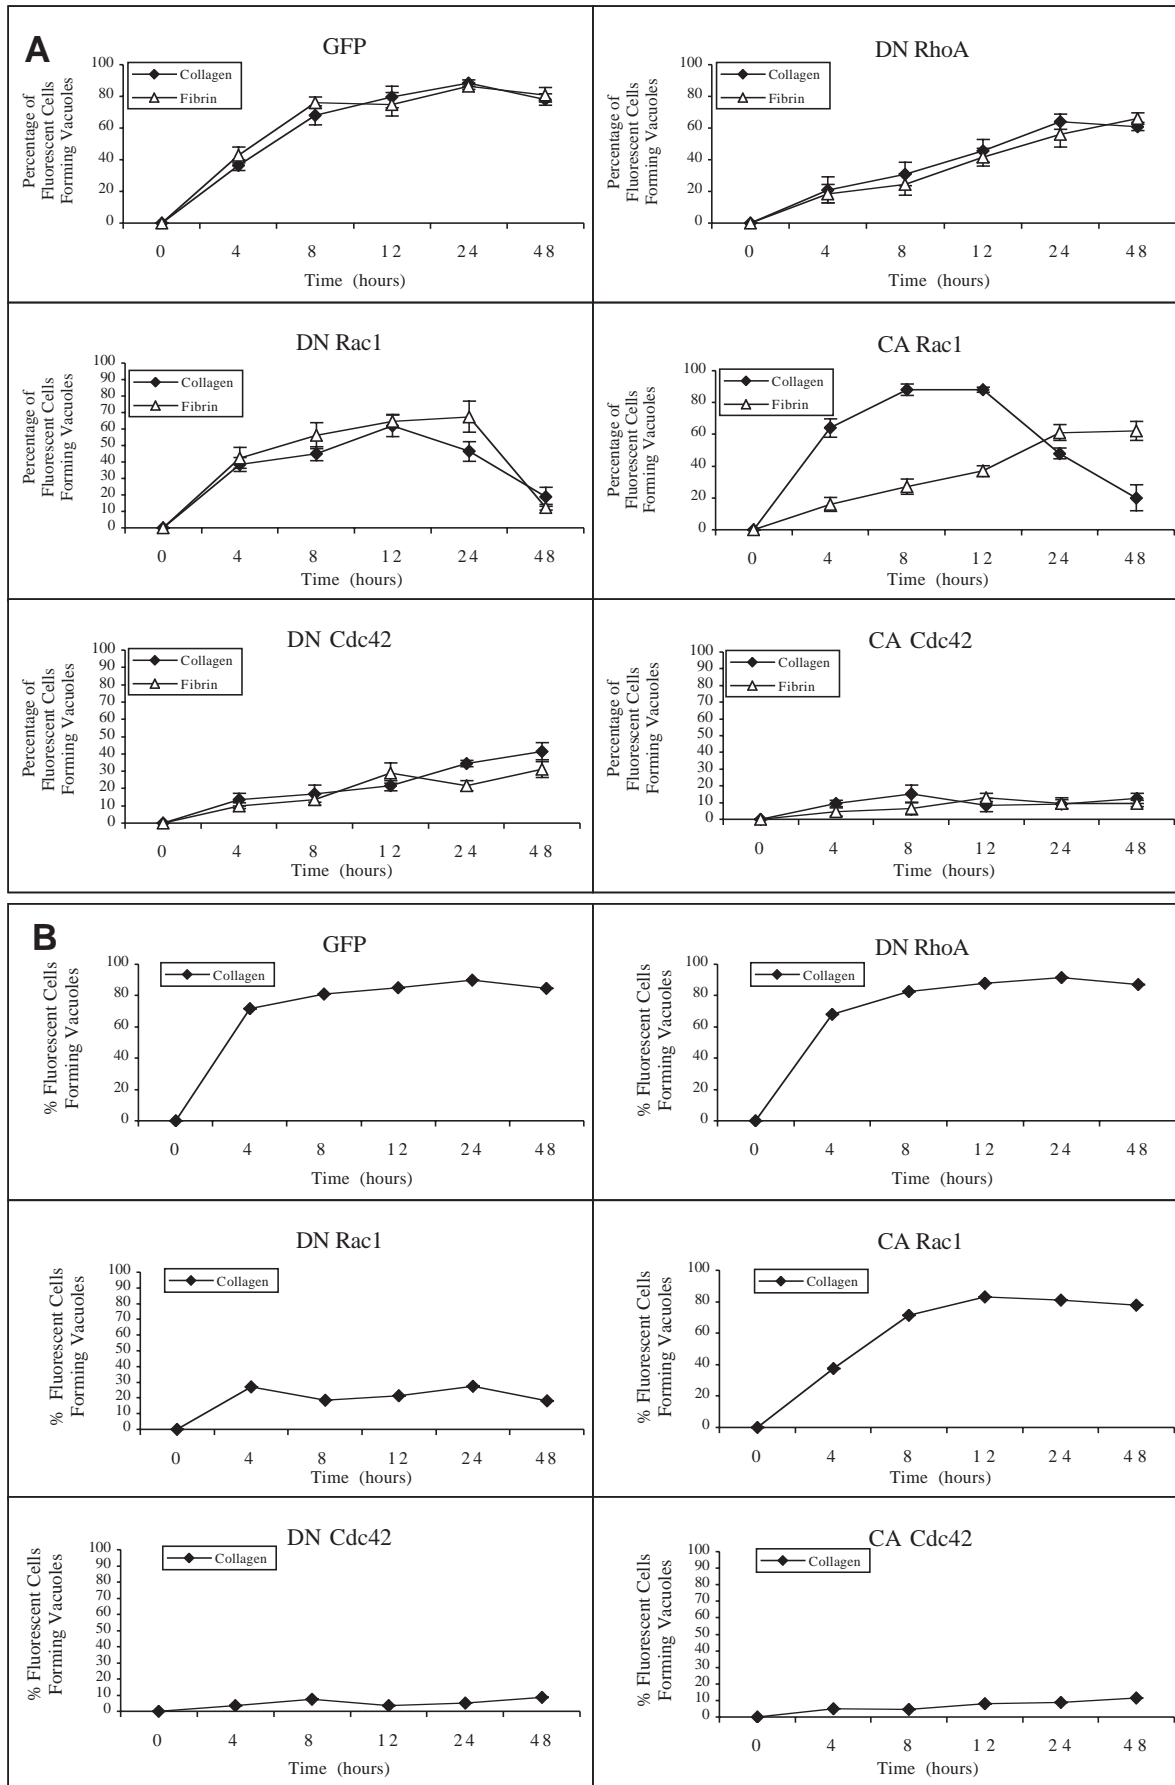 A
GFP
Percentage of
Fluorescent Cells
Forming Vacuoles
100
80
60
40
20
0
Collagen
Fibrin
0 4 8 12 24 48
Time (hours)
DN RhoA
Percentage of
Fluorescent Cells
Forming Vacuoles
100
80
60
40
20
0
Collagen
Fibrin
0 4 8 12 24 48
Time (hours)
DN Rac1
Percentage of
Fluorescent Cells
Forming Vacuoles
100
90
80
70
60
50
40
30
20
10
0
Collagen
Fibrin
0 4 8 12 24 48
Time (hours)
CA Rac1
Percentage of
Fluorescent Cells
Forming Vacuoles
100
80
60
40
20
0
Collagen
Fibrin
0 4 8 12 24 48
Time (hours)
DN Cdc42
Percentage of
Fluorescent Cells
Forming Vacuoles
100
90
80
70
60
50
40
30
20
10
0
Collagen
Fibrin
0 4 8 12 24 48
Time (hours)
CA Cdc42
Percentage of
Fluorescent Cells
Forming Vacuoles
100
90
80
70
60
50
40
30
20
10
0
Collagen
Fibrin
0 4 8 12 24 48
Time (hours)
B
GFP
% Fluorescent Cells
Forming Vacuoles
100
80
60
40
20
0
Collagen
0 4 8 12 24 48
Time (hours)
DN RhoA
% Fluorescent Cells
Forming Vacuoles
100
80
60
40
20
0
Collagen
0 4 8 12 24 48
Time (hours)
DN Rac1
% Fluorescent Cells
Forming Vacuoles
100
90
80
70
60
50
40
30
20
10
0
Collagen
0 4 8 12 24 48
Time (hours)
CA Rac1
% Fluorescent Cells
Forming Vacuoles
100
80
60
40
20
0
Collagen
0 4 8 12 24 48
Time (hours)
DN Cdc42
% Fluorescent Cells
Forming Vacuoles
100
90
80
70
60
50
40
30
20
10
0
Collagen
0 4 8 12 24 48
Time (hours)
CA Cdc42
% Fluorescent Cells
Forming Vacuoles
100
90
80
70
60
50
40
30
20
10
0
Collagen
0 4 8 12 24 48
Time (hours)